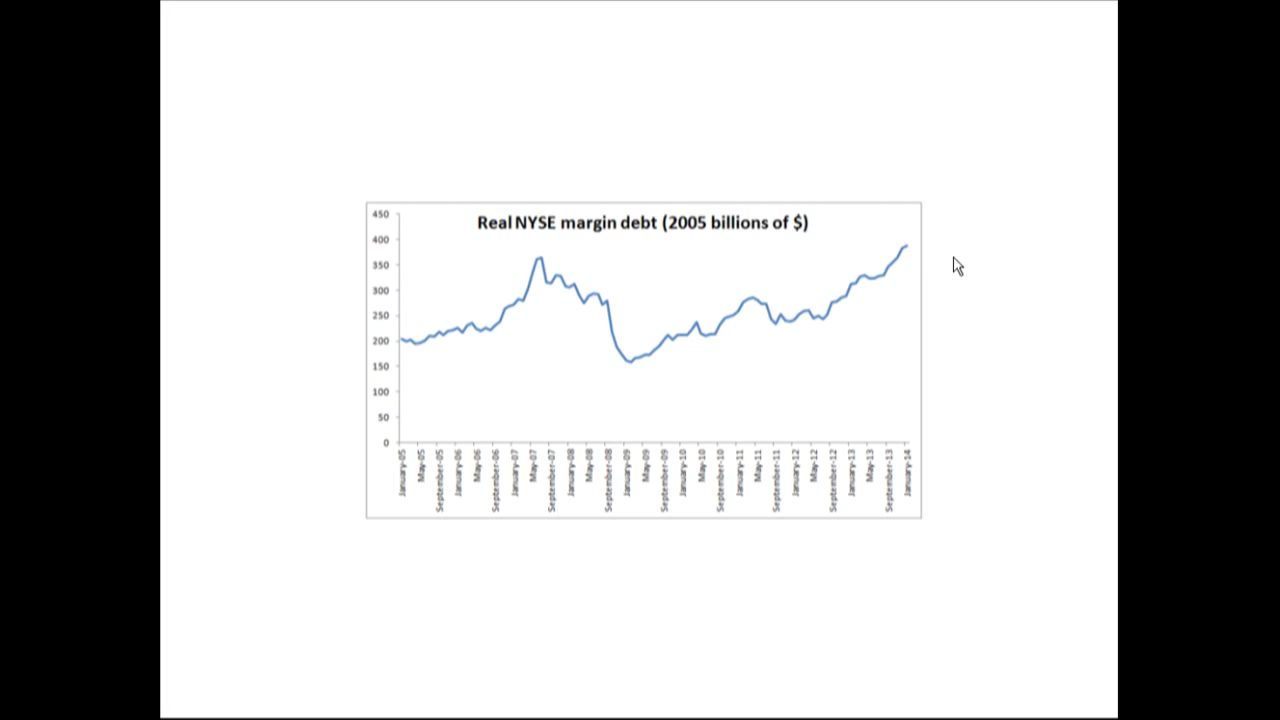 Real NYSE margin debt (2005 billions of $)
450
400
350
300
250
200
150
100
50
0
January-05
May-05
September-05
January-06
May-06
September-06
January-07
May-07
September-07
January-08
May-08
September-08
January-09
May-09
September-09
January-10
May-10
September-10
January-11
May-11
September-11
January-12
May-12
September-12
January-13
May-13
September-13
January-14